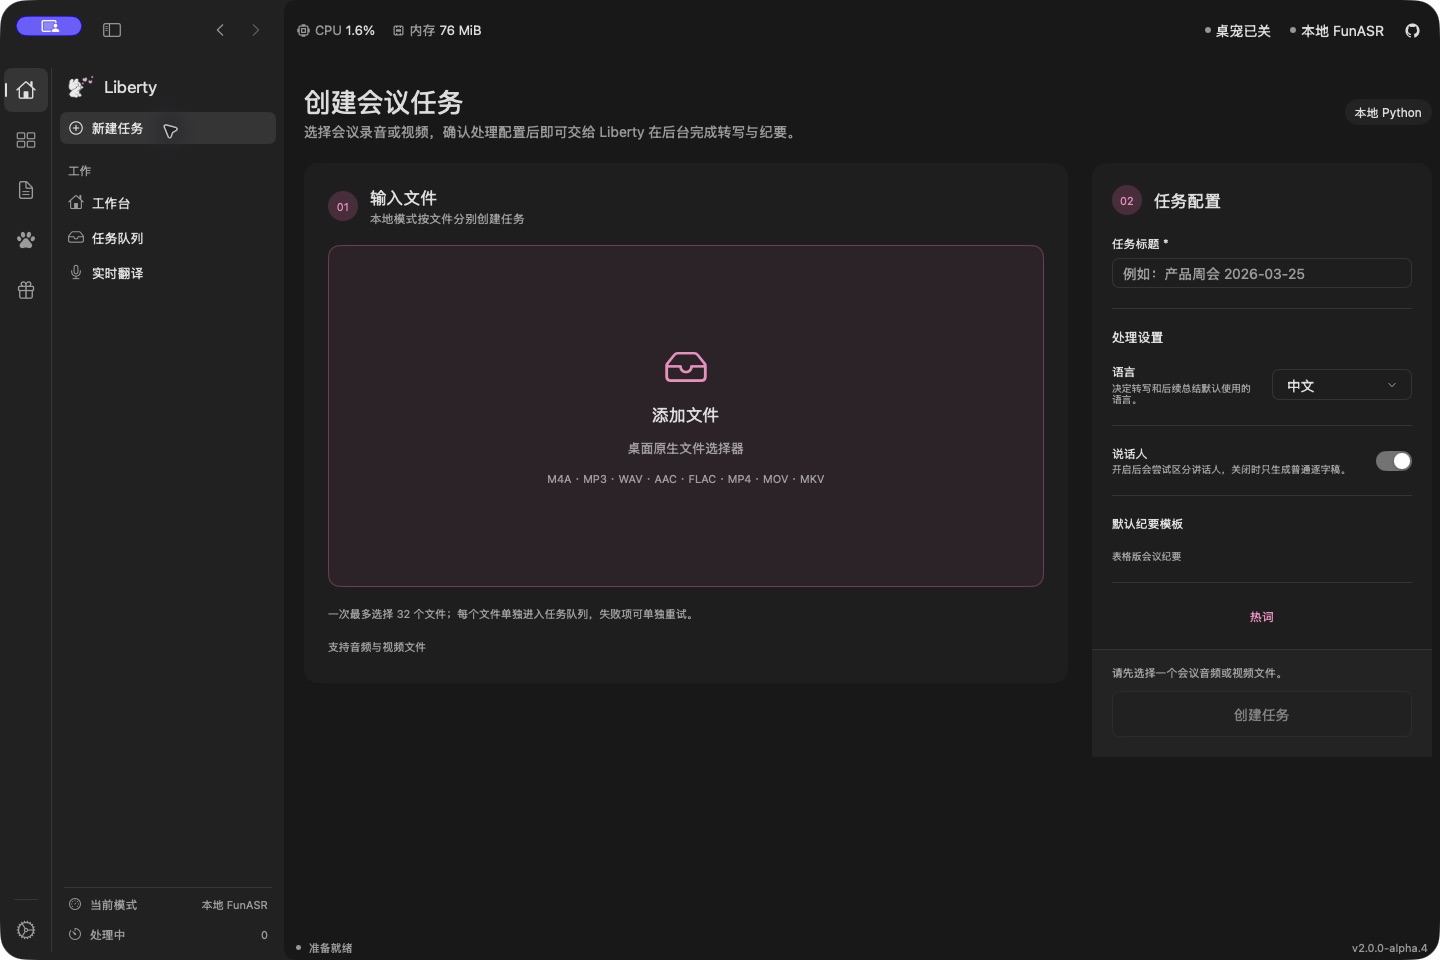 CPU 1.6%
内存 76 MiB
桌宠已关
本地 FunASR
Liberty
新建任务
工作
工作台
任务队列
实时翻译
当前模式
本地 FunASR
处理中
0
创建会议任务
选择会议录音或视频，确认处理配置后即可交给 Liberty 在后台完成转写与纪要。
本地 Python
01
输入文件
本地模式按文件分别创建任务
添加文件
桌面原生文件选择器
M4A · MP3 · WAV · AAC · FLAC · MP4 · MOV · MKV
一次最多选择 32 个文件；每个文件单独进入任务队列，失败项可单独重试。
支持音频与视频文件
02
任务配置
任务标题 *
例如：产品周会 2026-03-25
处理设置
语言
决定转写和后续总结默认使用的
语言。
中文
说话人
开启后会尝试区分讲话人，关闭时只生成普通逐字稿。
默认纪要模板
表格版会议纪要
热词
请先选择一个会议音频或视频文件。
创建任务
准备就绪
v2.0.0-alpha.4